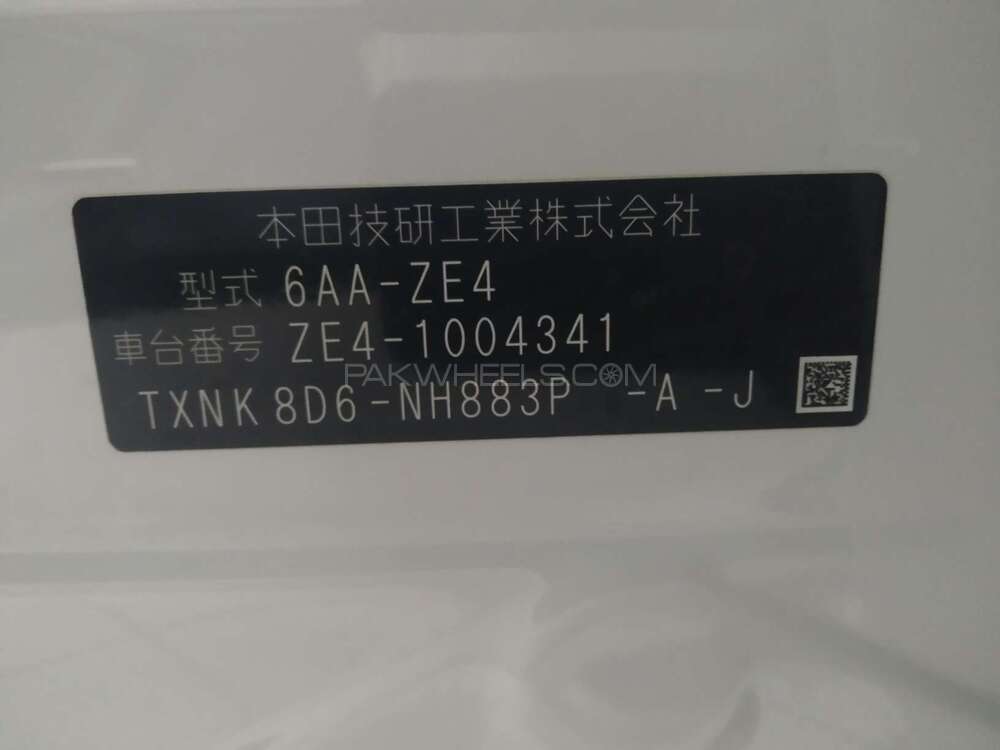 本田技研工業株式会社
型式 6AA-ZE4
車台番号 ZE4-1004341
PAKWHEELS.COM
TXNK 8D6-NH883P -A -J